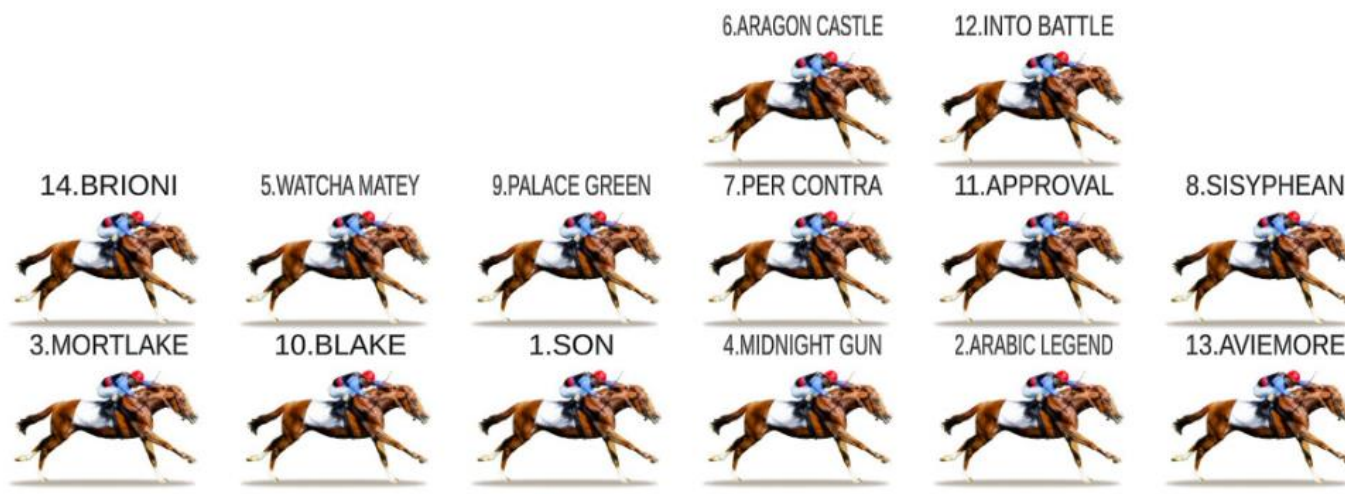 6.ARAGON CASTLE
12.INTO BATTLE
14.BRIONI
5.WATCHA MATEY
9.PALACE GREEN
7.PER CONTRA
11.APPROVAL
8.SISYPHEAN
3.MORTLAKE
10.BLAKE
1.SON
4.MIDNIGHT GUN
2.ARABIC LEGEND
13.AVIEMORE